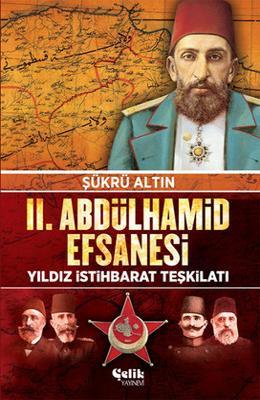 ŞÜKRÜ ALTIN
II. ABDÜLHAMİD
EFSANESİ
YILDIZ İSTİHBARAT TEŞKİLATI
Çelik
YAYINEVİ